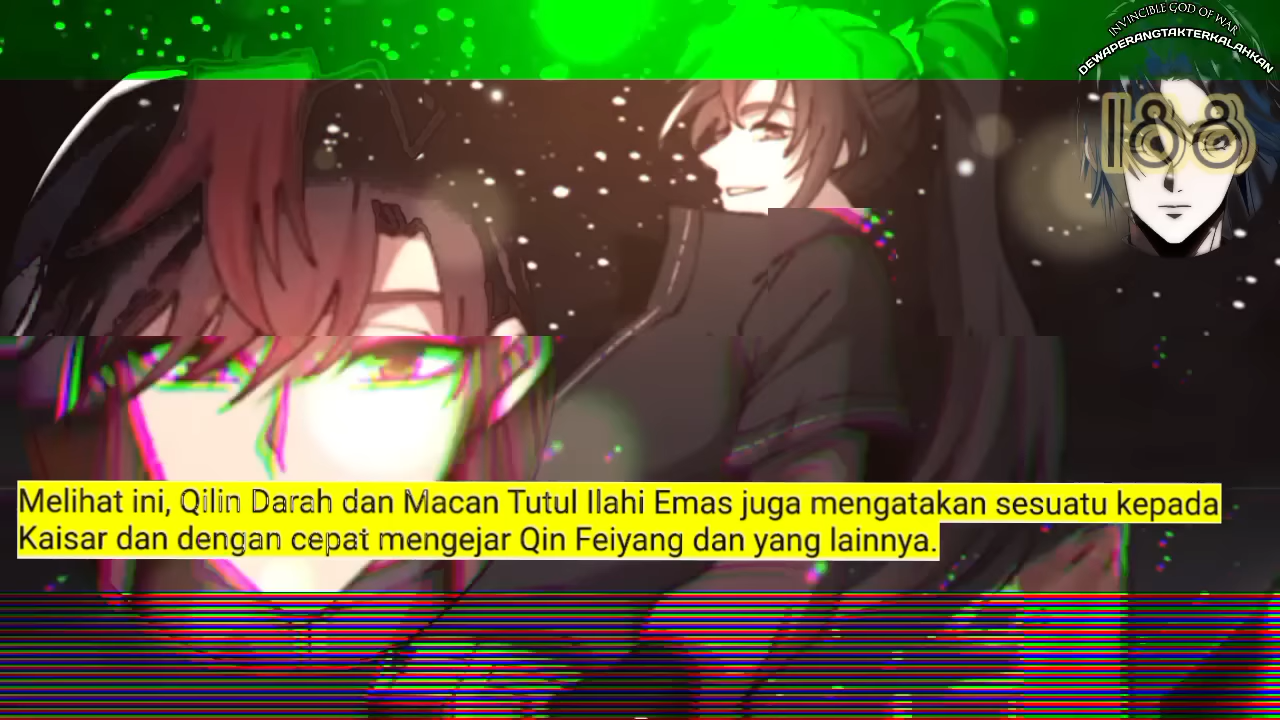 INVINCIBLE GOD OF WAR
DEWAPERANGTAKTERKALAHKAN
188
Melihat ini, Qilin Darah dan Macan Tutul Ilahi Emas juga mengatakan sesuatu kepada
Kaisar dan dengan cepat mengejar Qin Feiyang dan yang lainnya.